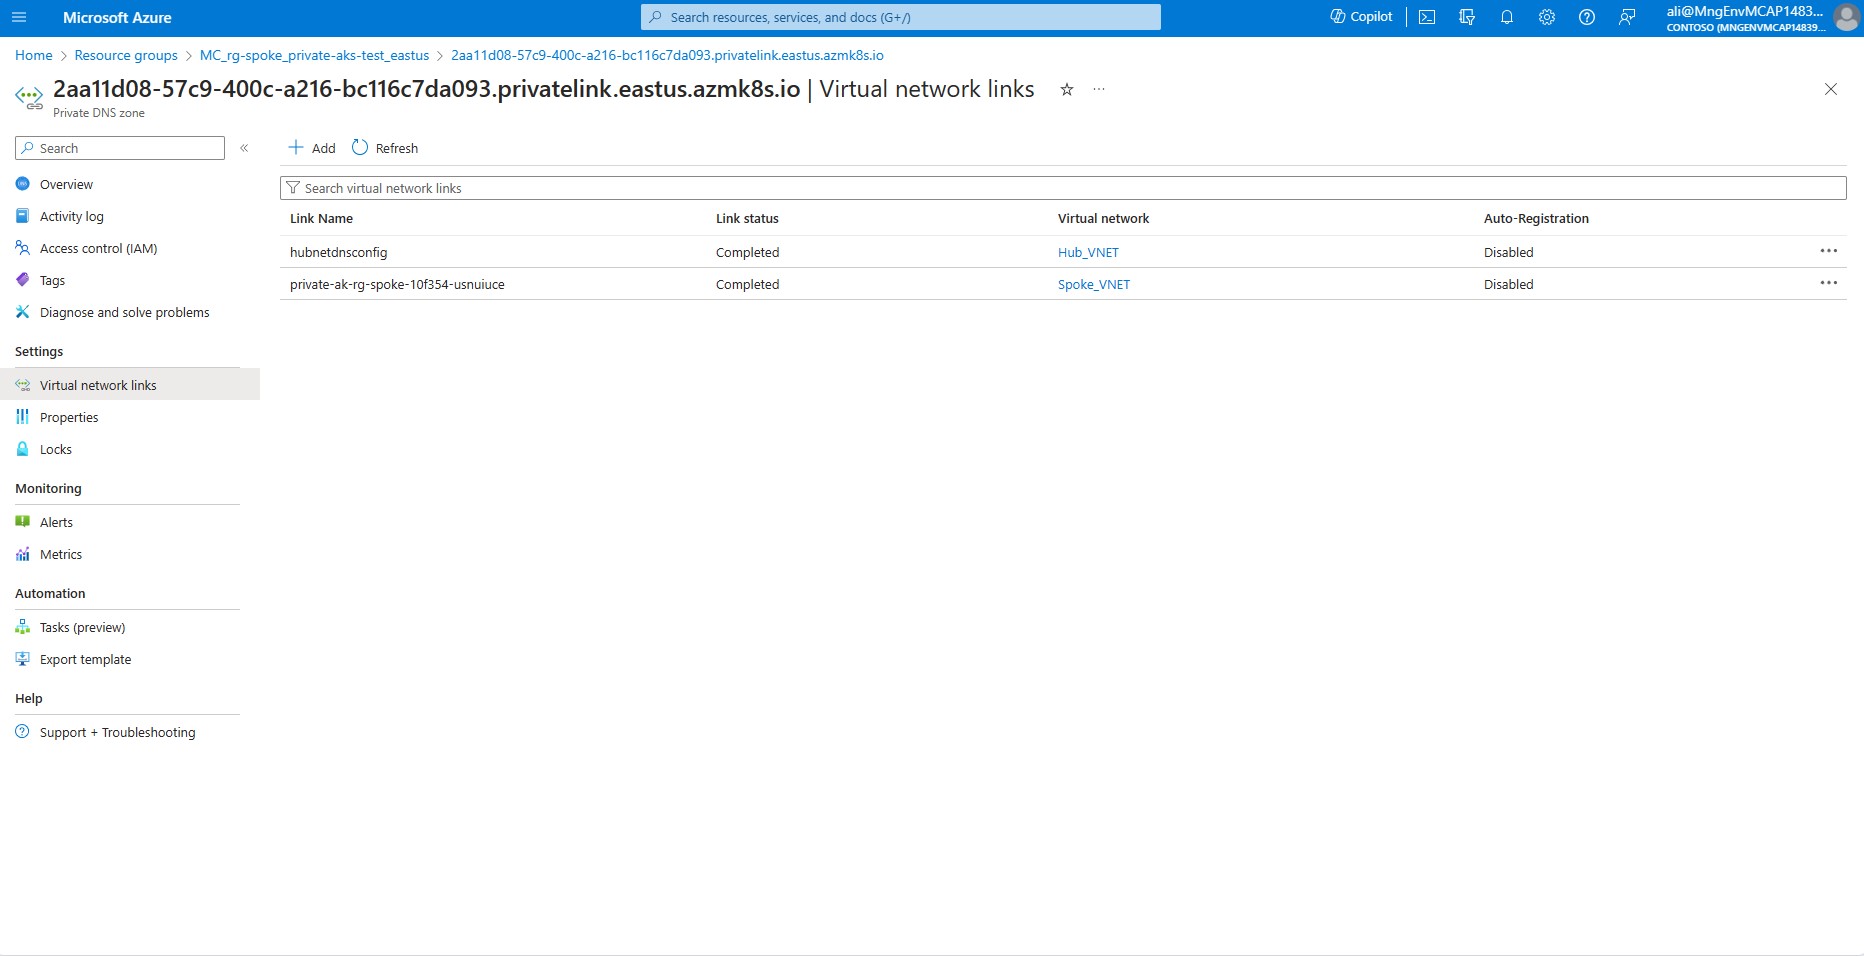 Microsoft Azure
Search resources, services, and docs (G+/)
Copilot
ali@MngEnvMCAP1483...
CONTOSO (MNGENVMCAP14839...
Home > Resource groups > MC_rg-spoke_private-aks-test_eastus > 2aa11d08-57c9-400c-a216-bc116c7da093.privatelink.eastus.azmk8s.io
2aa11d08-57c9-400c-a216-bc116c7da093.privatelink.eastus.azmk8s.io | Virtual network links
Private DNS zone
Search
Overview
Activity log
Access control (IAM)
Tags
Diagnose and solve problems
Settings
Virtual network links
Properties
Locks
Monitoring
Alerts
Metrics
Automation
Tasks (preview)
Export template
Help
Support + Troubleshooting
Add Refresh
Search virtual network links
Link Name Link status Virtual network Auto-Registration
hubnetdnsconfig Completed Hub_VNET Disabled
private-ak-rg-spoke-10f354-usnuiuce Completed Spoke_VNET Disabled